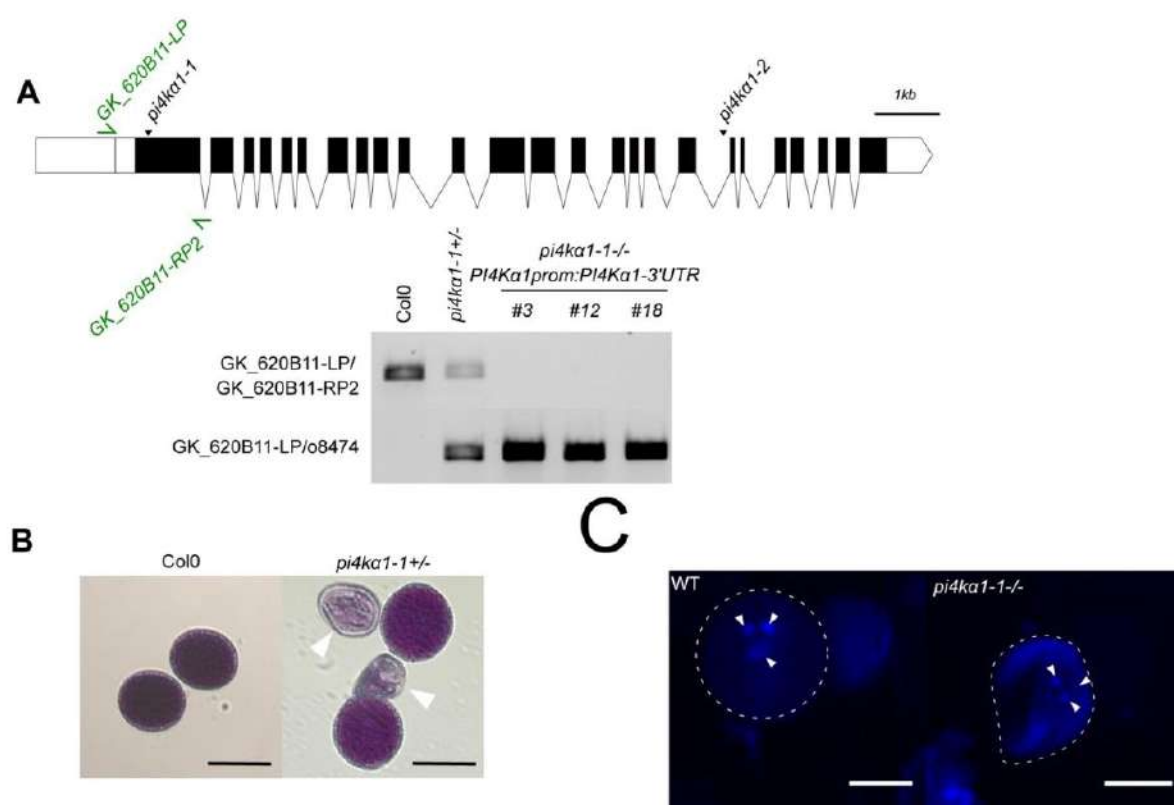 A
GK_620B11-LP
pi4kα1-1
pi4kα1-2
1kb
GK_620B11-RP2
Col0
pi4kα1-1+/-
pi4kα1-1-/-
PI4Kα1prom:PI4Kα1-3'UTR
#3 #12 #18
GK_620B11-LP/
GK_620B11-RP2
GK_620B11-LP/o8474
B
Col0
pi4kα1-1+/-
C
WT
pi4kα1-1-/-